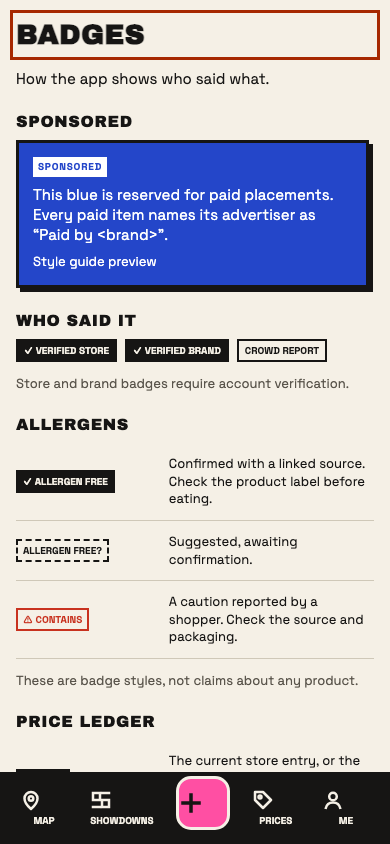 BADGES
How the app shows who said what.
SPONSORED
SPONSORED
This blue is reserved for paid placements.
Every paid item names its advertiser as
“Paid by <brand>”.
Style guide preview
WHO SAID IT
✓ VERIFIED STORE ✓ VERIFIED BRAND CROWD REPORT
Store and brand badges require account verification.
ALLERGENS
✓ ALLERGEN FREE
Confirmed with a linked source.
Check the product label before
eating.
ALLERGEN FREE?
Suggested, awaiting
confirmation.
⚠ CONTAINS
A caution reported by a
shopper. Check the source and
packaging.
These are badge styles, not claims about any product.
PRICE LEDGER
The current store entry, or the
MAP SHOWDOWNS + PRICES ME